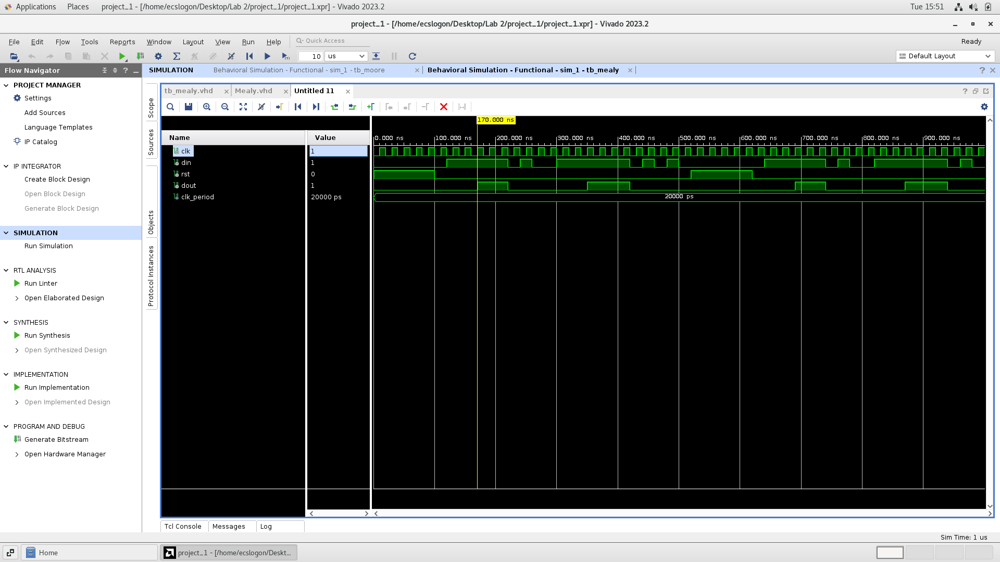 Applications Places project_1 - [/home/ecslogon/Desktop/Lab 2/project_1/project_1.xpr] - Vivado 2023.2 Tue 15:51
project_1 - [/home/ecslogon/Desktop/Lab 2/project_1/project_1.xpr] - Vivado 2023.2
File Edit Flow Tools Reports Window Layout View Run Help Quick Access Ready
10 us Default Layout
Flow Navigator
SIMULATION Behavioral Simulation - Functional - sim_1 - tb_moore Behavioral Simulation - Functional - sim_1 - tb_mealy
PROJECT MANAGER
Settings
Add Sources
Language Templates
IP Catalog
IP INTEGRATOR
Create Block Design
Open Block Design
Generate Block Design
SIMULATION
Run Simulation
RTL ANALYSIS
Run Linter
Open Elaborated Design
SYNTHESIS
Run Synthesis
Open Synthesized Design
IMPLEMENTATION
Run Implementation
Open Implemented Design
PROGRAM AND DEBUG
Generate Bitstream
Open Hardware Manager
Scope
Sources
Objects
Protocol Instances
tb_mealy.vhd Mealy.vhd Untitled 11
170.000 ns
Name Value
0.000 ns 100.000 ns 200.000 ns 300.000 ns 400.000 ns 500.000 ns 600.000 ns 700.000 ns 800.000 ns 900.000 ns
clk 1
din 1
rst 0
dout 1
clk_period 20000 ps 20000 ps
Tcl Console Messages Log
Sim Time: 1 us
Home project_1 - [/home/ecslogon/Deskt...